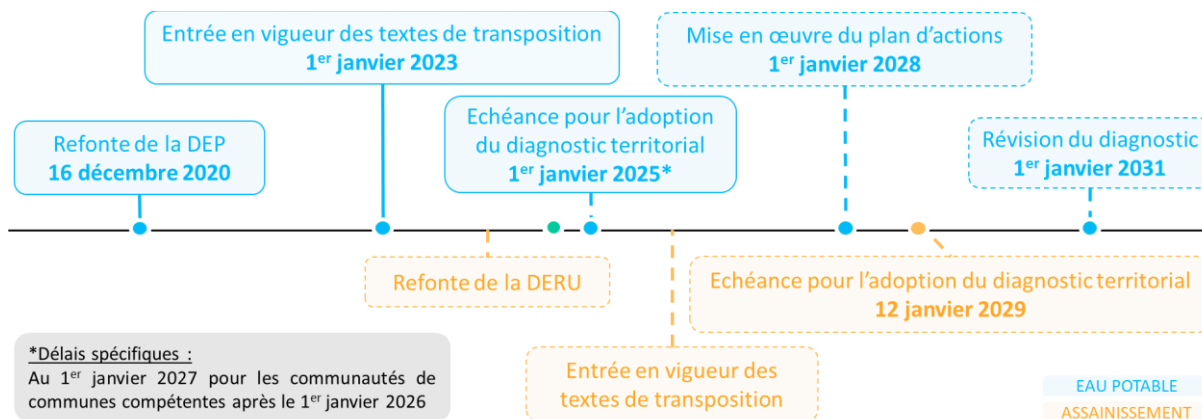 Entrée en vigueur des textes de transposition
1er janvier 2023
Mise en œuvre du plan d’actions
1er janvier 2028
Refonte de la DEP
16 décembre 2020
Echéance pour l’adoption
du diagnostic territorial
1er janvier 2025*
Révision du diagnostic
1er janvier 2031
Refonte de la DERU
Echéance pour l’adoption du diagnostic territorial
12 janvier 2029
*Délais spécifiques :
Au 1er janvier 2027 pour les communautés de
communes compétentes après le 1er janvier 2026
Entrée en vigueur des
textes de transposition
EAU POTABLE
ASSAINISSEMENT